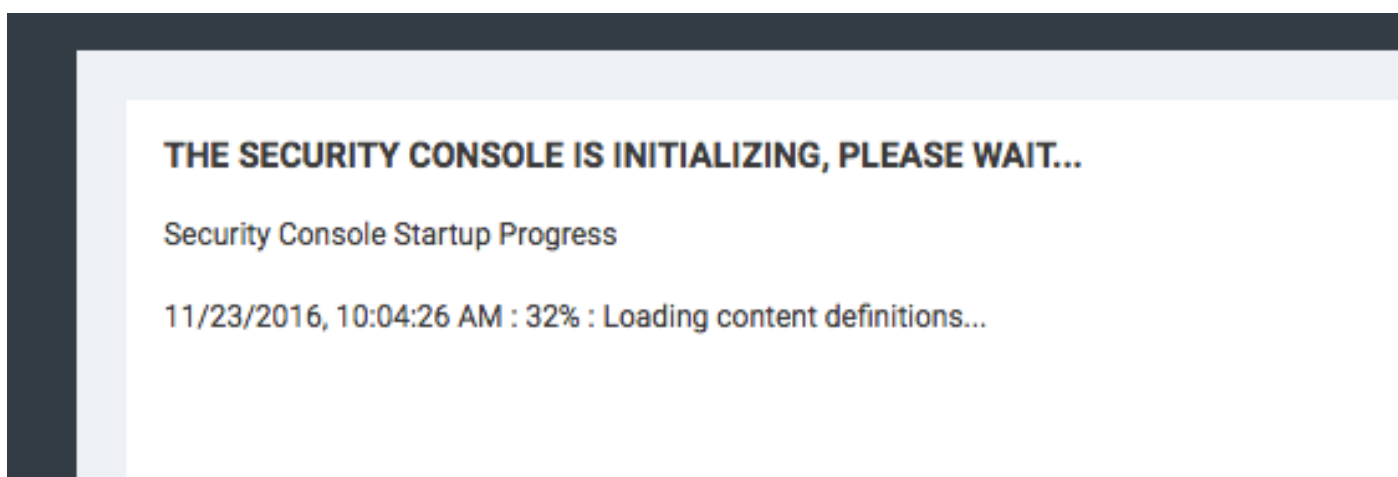 THE SECURITY CONSOLE IS INITIALIZING, PLEASE WAIT...
Security Console Startup Progress
11/23/2016, 10:04:26 AM : 32% : Loading content definitions...